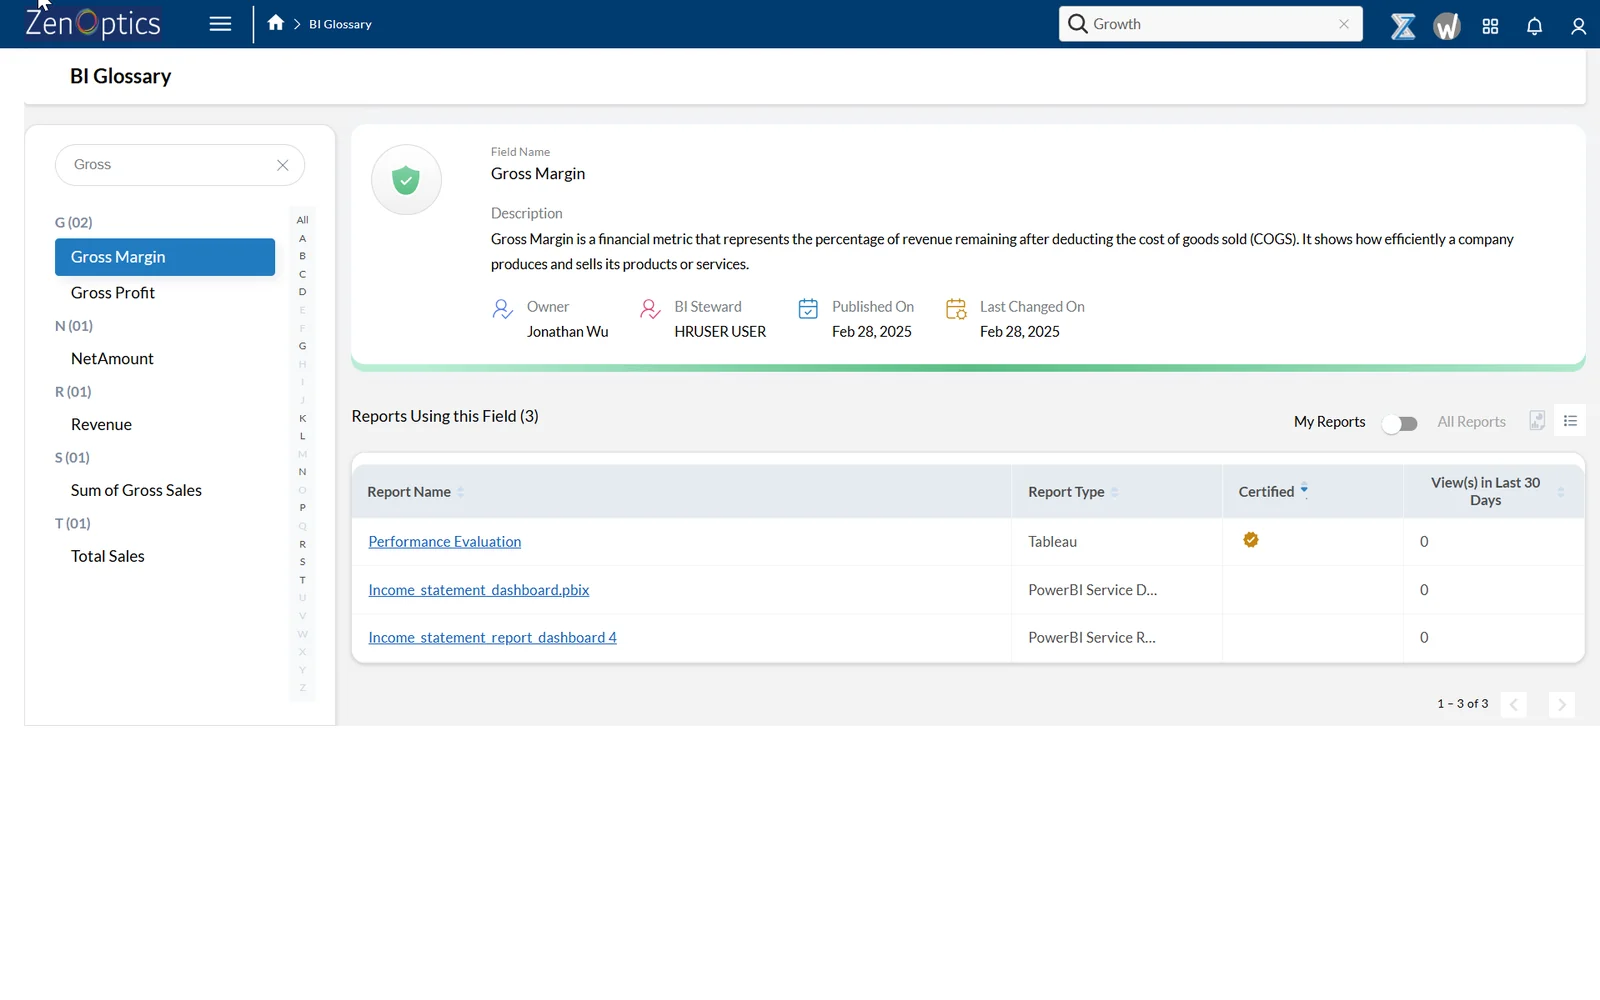 ZenOptics
BI Glossary
Growth
BI Glossary
Gross
G (02)
Gross Margin
Gross Profit
N (01)
NetAmount
R (01)
Revenue
S (01)
Sum of Gross Sales
T (01)
Total Sales
All
A
B
C
D
E
F
G
H
I
J
K
L
M
N
O
P
Q
R
S
T
U
V
W
X
Y
Z
Field Name
Gross Margin
Description
Gross Margin is a financial metric that represents the percentage of revenue remaining after deducting the cost of goods sold (COGS). It shows how efficiently a company
produces and sells its products or services.
Owner
Jonathan Wu
BI Steward
HRUSER USER
Published On
Feb 28, 2025
Last Changed On
Feb 28, 2025
Reports Using this Field (3)
My Reports
All Reports
Report Name
Report Type
Certified
View(s) in Last 30
Days
Performance Evaluation
Tableau
0
Income_statement_dashboard.pbix
PowerBI Service D...
0
Income_statement_report_dashboard 4
PowerBI Service R...
0
1 – 3 of 3